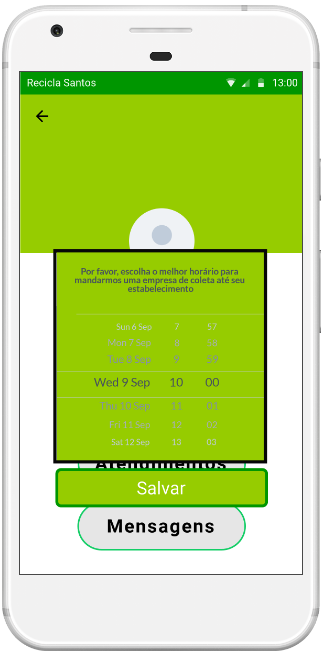 Recicla Santos 13:00
Por favor, escolha o melhor horário para
mandarmos uma empresa de coleta até seu
estabelecimento
Sun 6 Sep 7 57
Mon 7 Sep 8 58
Tue 8 Sep 9 59
Wed 9 Sep 10 00
Thu 10 Sep 11 01
Fri 11 Sep 12 02
Sat 12 Sep 13 03
Atendimentos
Salvar
Mensagens